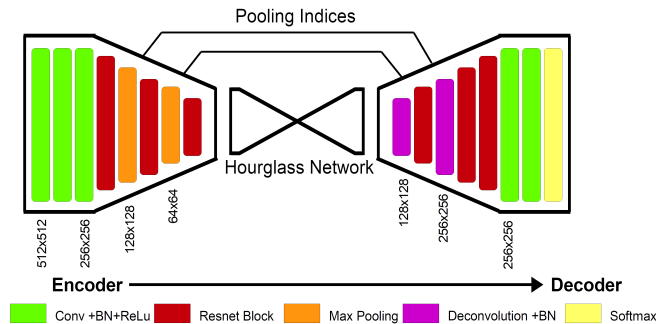 Pooling Indices
Hourglass Network
512x512
256x256
128x128
64x64
128x128
256x256
256x256
Encoder
Decoder
Conv +BN+ReLu
Resnet Block
Max Pooling
Deconvolution +BN
Softmax